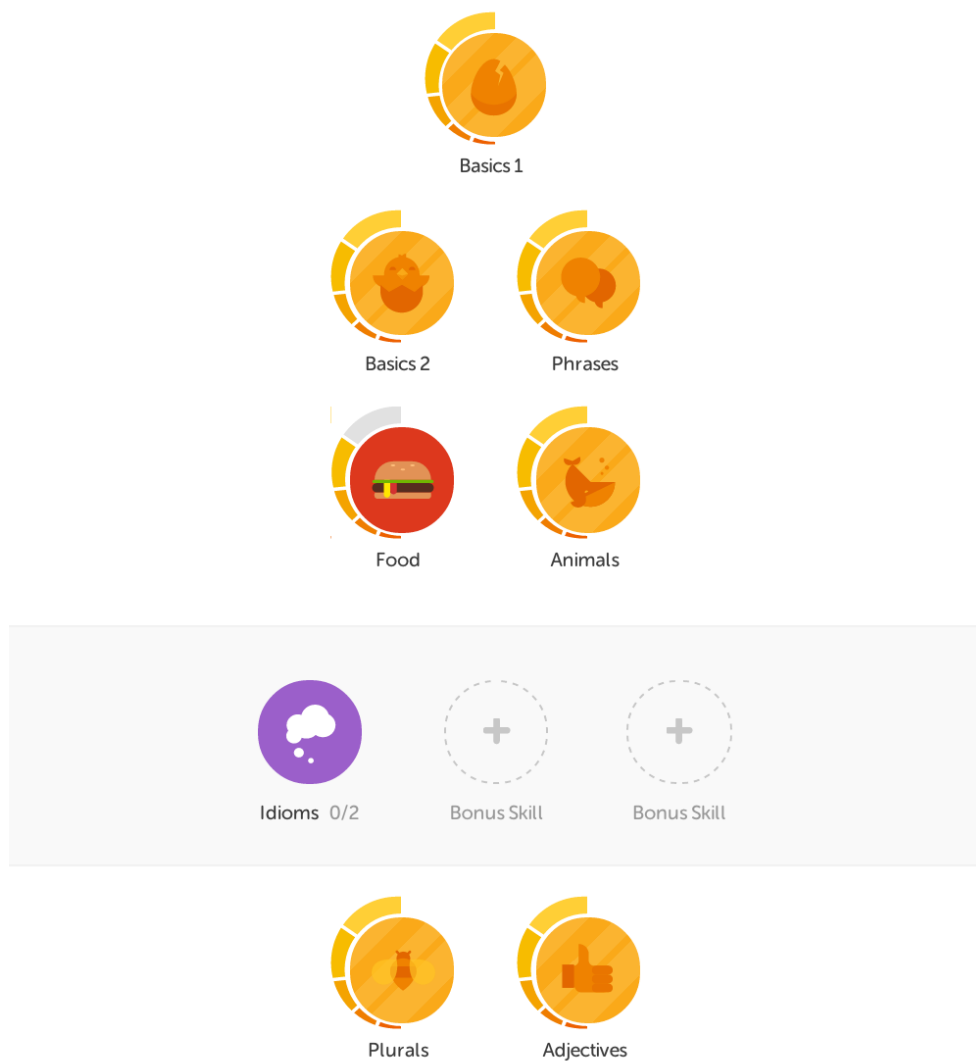 Basics 1
Basics 2 Phrases
Food Animals
Idioms 0/2 Bonus Skill Bonus Skill
Plurals Adjectives